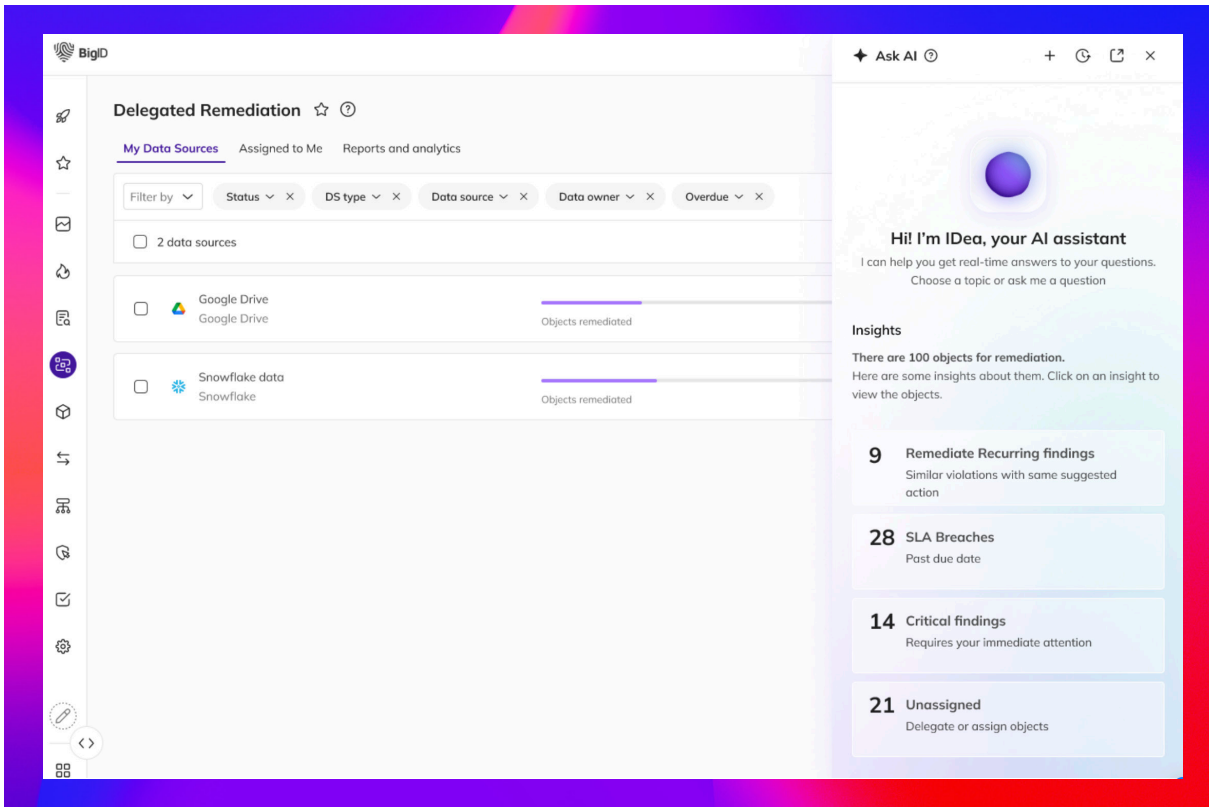 BigID
Ask AI
Delegated Remediation
My Data Sources Assigned to Me Reports and analytics
Filter by Status DS type Data source Data owner Overdue
2 data sources
Google Drive
Google Drive
Objects remediated
Snowflake data
Snowflake
Objects remediated
Hi! I'm IDea, your AI assistant
I can help you get real-time answers to your questions.
Choose a topic or ask me a question
Insights
There are 100 objects for remediation.
Here are some insights about them. Click on an insight to
view the objects.
9 Remediate Recurring findings
Similar violations with same suggested
action
28 SLA Breaches
Past due date
14 Critical findings
Requires your immediate attention
21 Unassigned
Delegate or assign objects